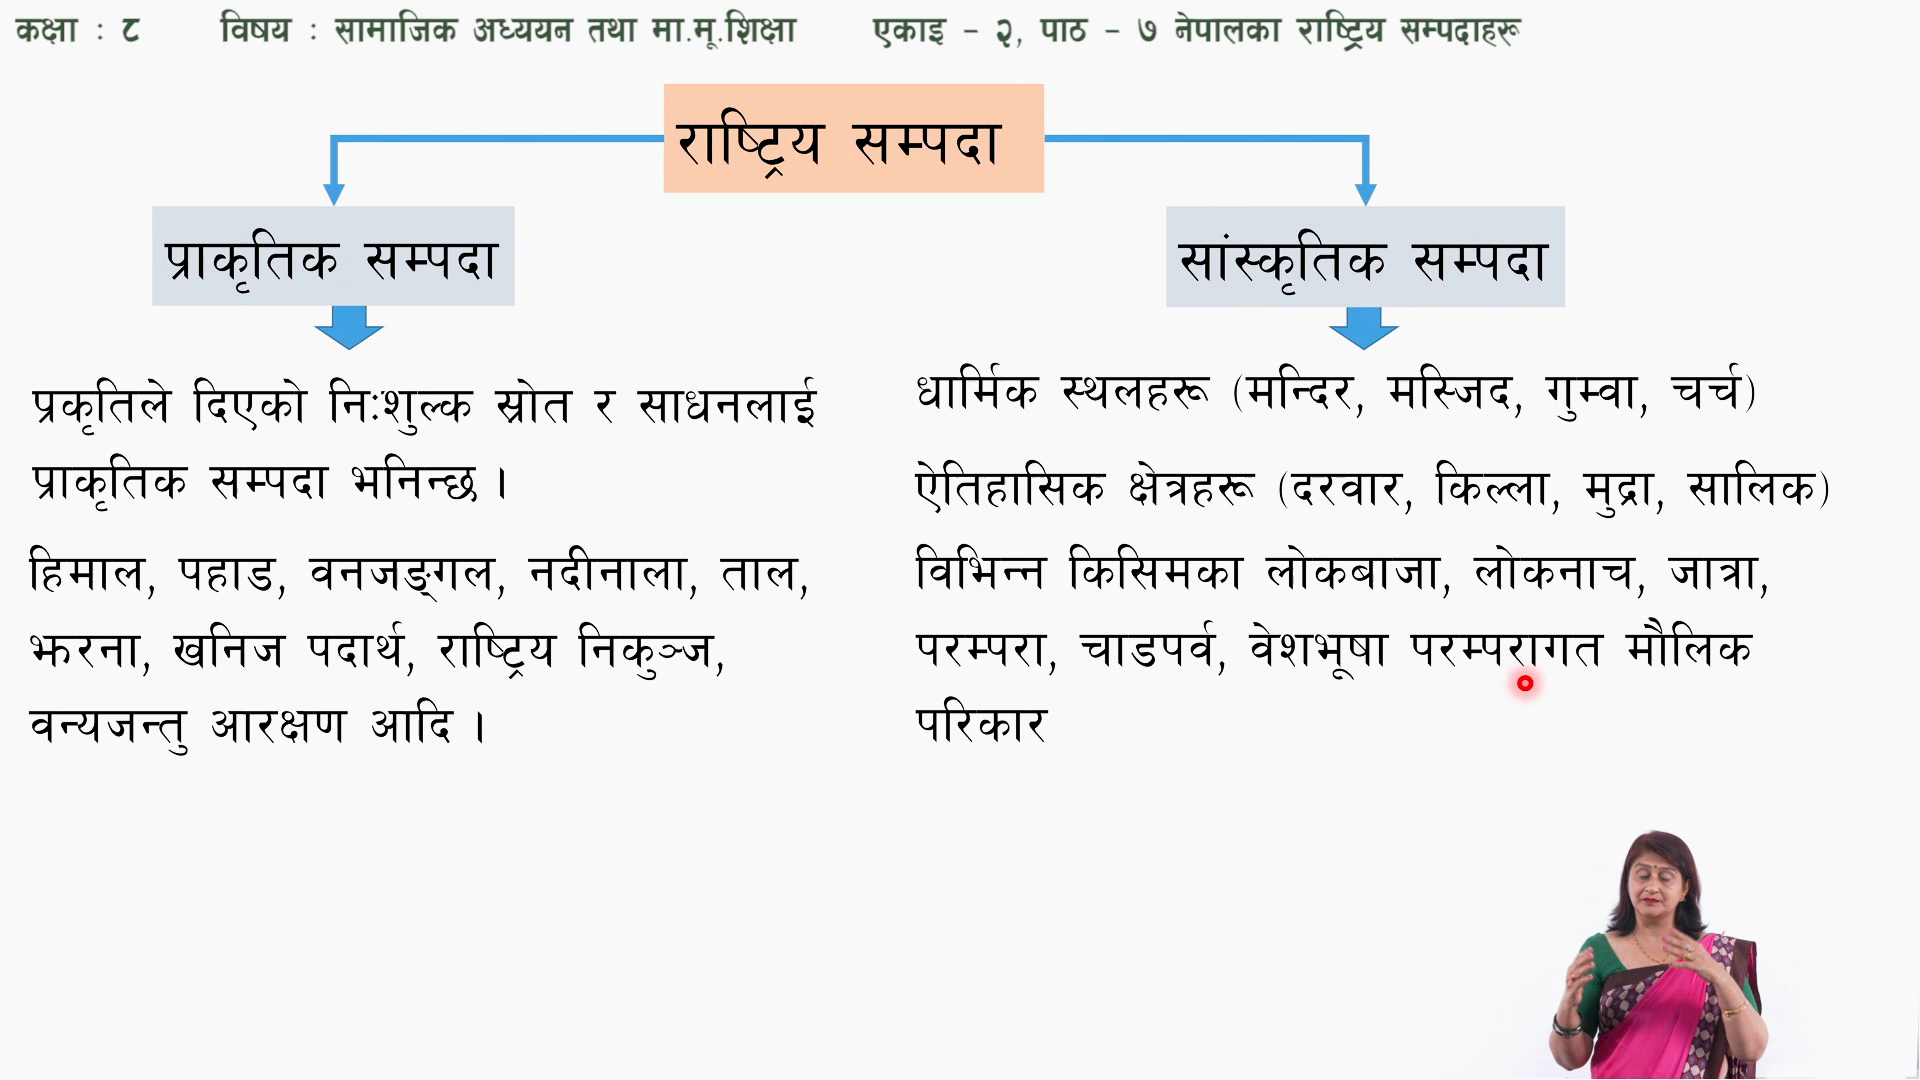 कक्षा : ८ विषय : सामाजिक अध्ययन तथा मा.मू.शिक्षा एकाइ - २, पाठ - ७ नेपालका राष्ट्रिय सम्पदाहरू
राष्ट्रिय सम्पदा
प्राकृतिक सम्पदा
प्रकृतिले दिएको निःशुल्क स्रोत र साधनलाई
प्राकृतिक सम्पदा भनिन्छ ।
हिमाल, पहाड, वनजङ्गल, नदीनाला, ताल,
झरना, खनिज पदार्थ, राष्ट्रिय निकुञ्ज,
वन्यजन्तु आरक्षण आदि ।
सांस्कृतिक सम्पदा
धार्मिक स्थलहरू (मन्दिर, मस्जिद, गुम्वा, चर्च)
ऐतिहासिक क्षेत्रहरू (दरवार, किल्ला, मुद्रा, सालिक)
विभिन्न किसिमका लोकबाजा, लोकनाच, जात्रा,
परम्परा, चाडपर्व, वेशभूषा परम्परागत मौलिक
परिकार